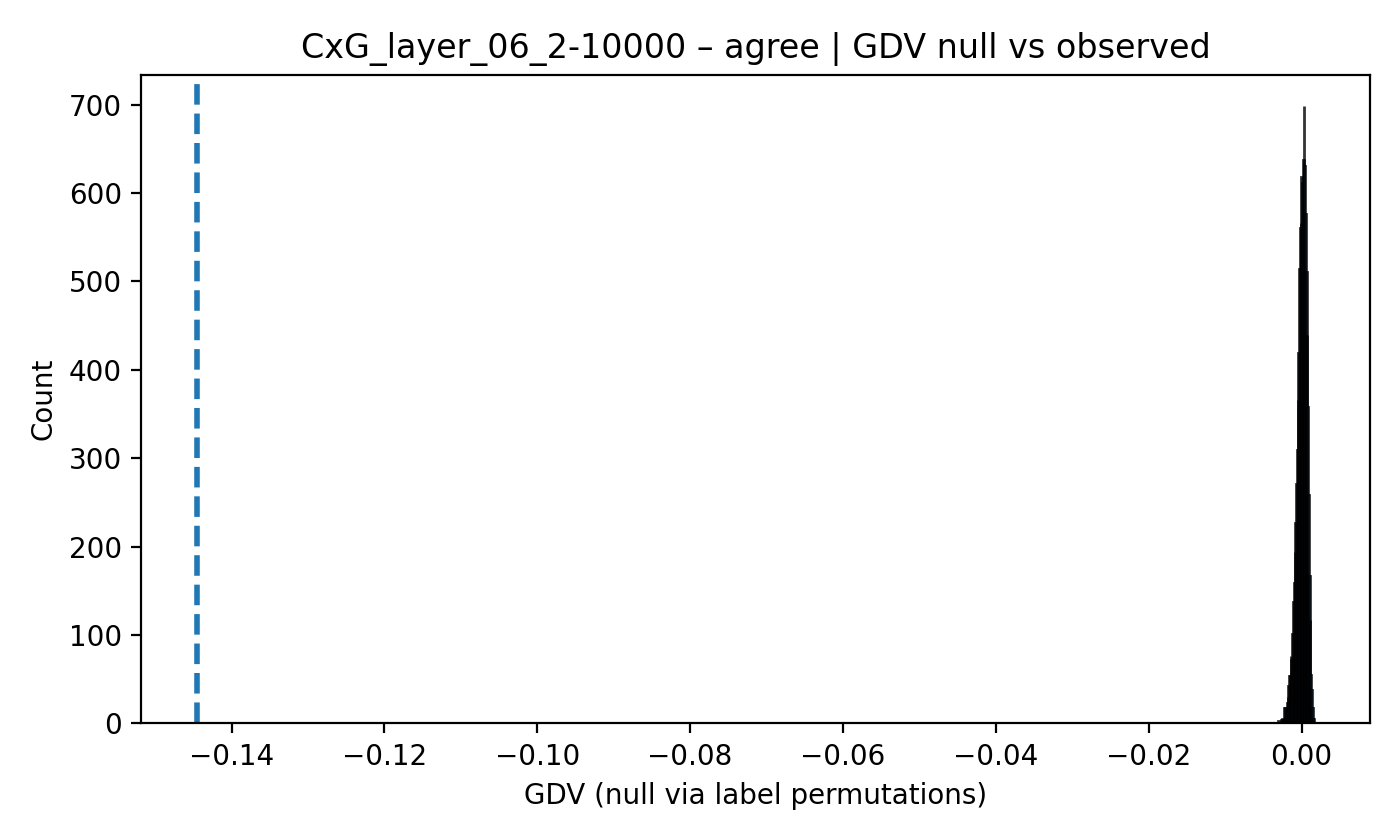 CxG_layer_06_2-10000 – agree | GDV null vs observed
Count
700
600
500
400
300
200
100
0
−0.14 −0.12 −0.10 −0.08 −0.06 −0.04 −0.02 0.00
GDV (null via label permutations)